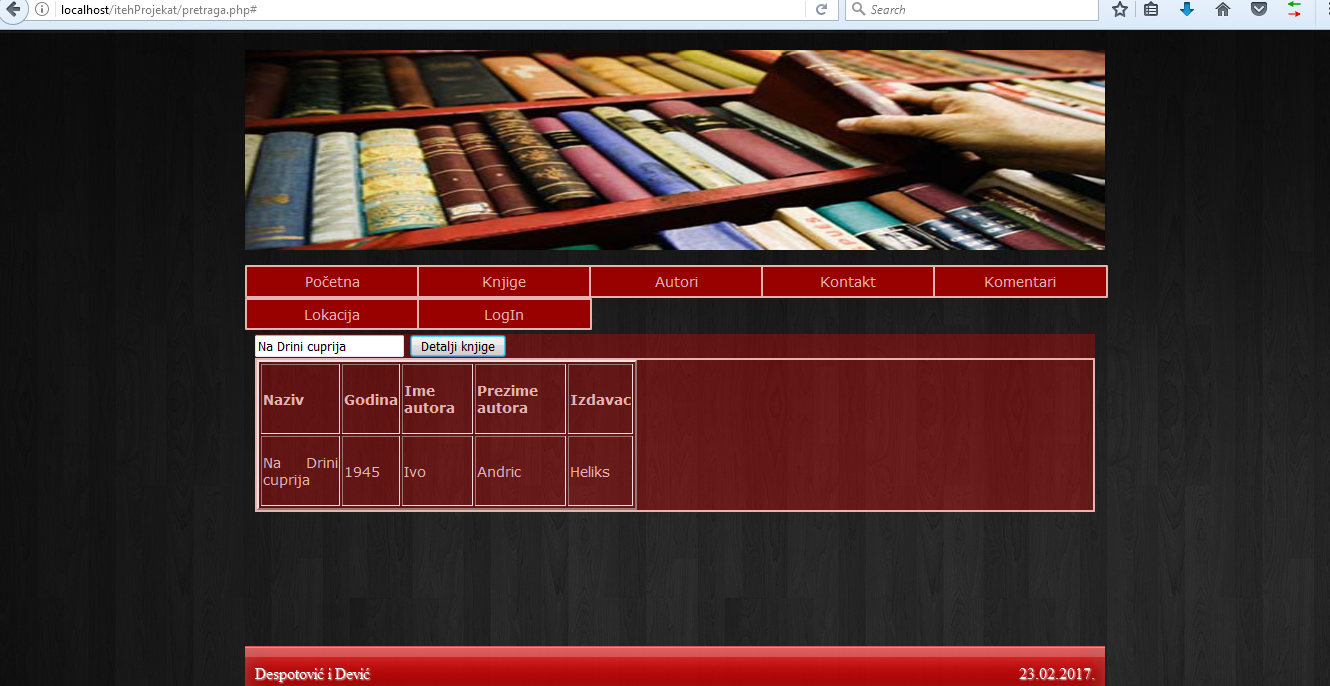 localhost/itehProjekat/pretraga.php#
Search
PUES
Početna Knjige Autori Kontakt Komentari
Lokacija LogIn
Na Drini cuprija Detalji knjige
Naziv Godina Ime autora Prezime autora Izdavac
Na Drini cuprija 1945 Ivo Andric Heliks
Despotović i Dević 23.02.2017.